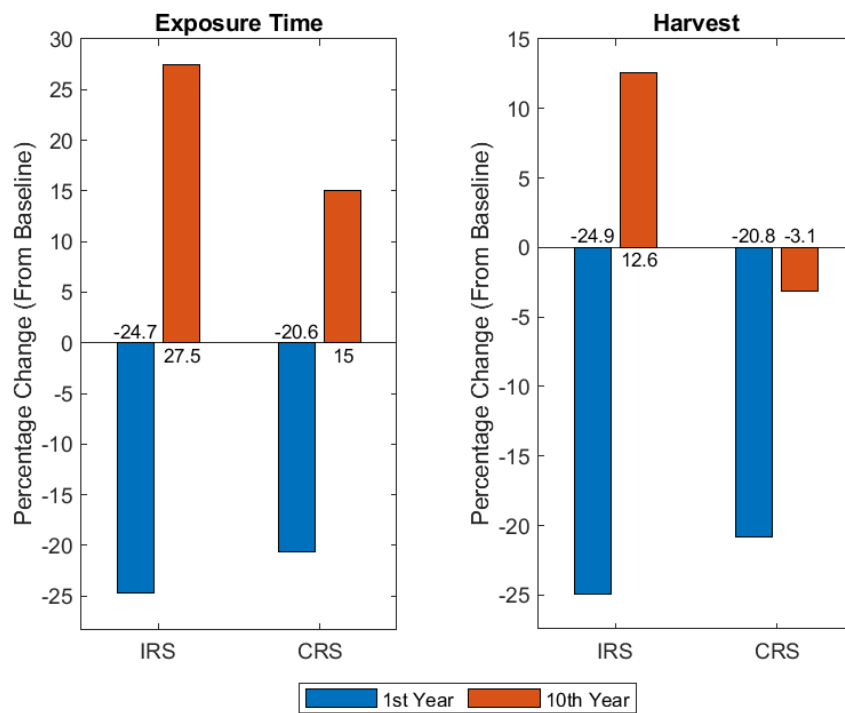 Exposure Time
30
25
20
15
10
5
0
-5
-10
-15
-20
-25
Percentage Change (From Baseline)
-24.7
27.5
-20.6
15
IRS
CRS
Harvest
15
10
5
0
-5
-10
-15
-20
-25
Percentage Change (From Baseline)
-24.9
12.6
-20.8
-3.1
IRS
CRS
1st Year
10th Year